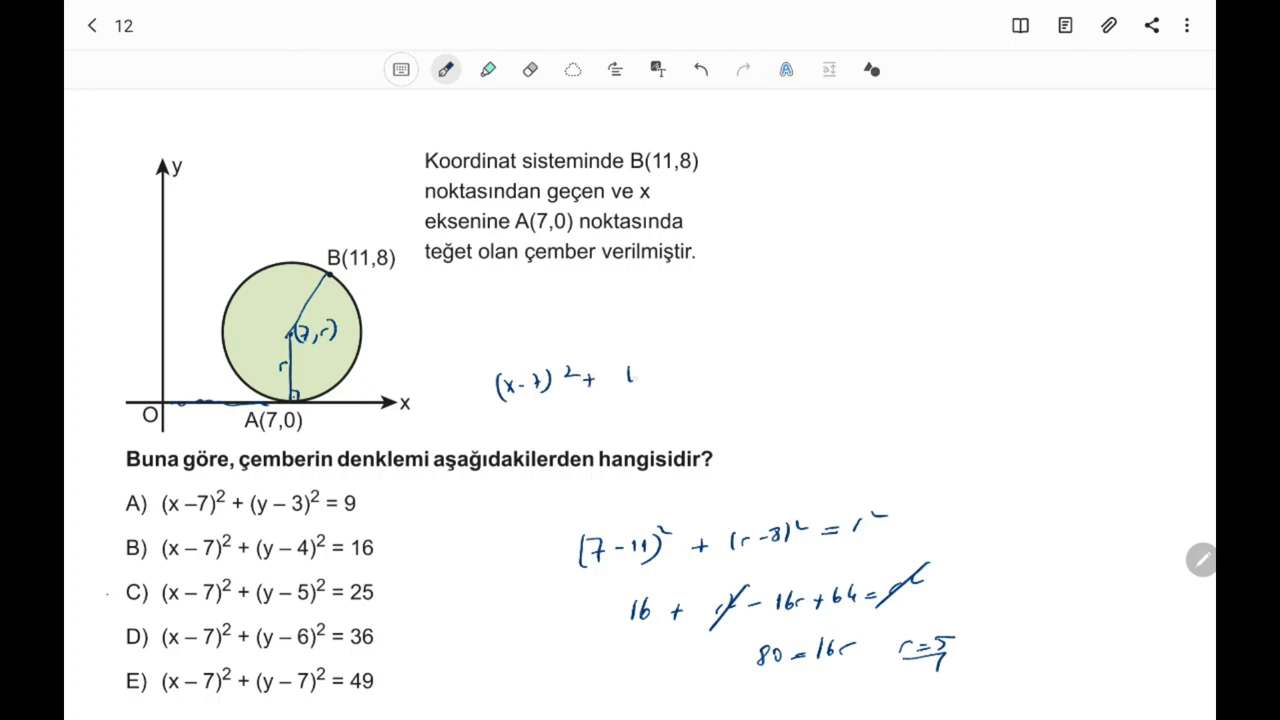 12
y
Koordinat sisteminde B(11,8)
noktasından geçen ve x
eksenine A(7,0) noktasında
teğet olan çember verilmiştir.
B(11,8)
(7,r)
r
(x-7)² +
O
x
A(7,0)
Buna göre, çemberin denklemi aşağıdakilerden hangisidir?
A) (x –7)² + (y – 3)² = 9
B) (x – 7)² + (y – 4)² = 16
C) (x – 7)² + (y – 5)² = 25
D) (x – 7)² + (y – 6)² = 36
E) (x – 7)² + (y – 7)² = 49
(7-11)² + (r-8)² = r²
16 + r² - 16r + 64 = r²
80 = 16r r=5